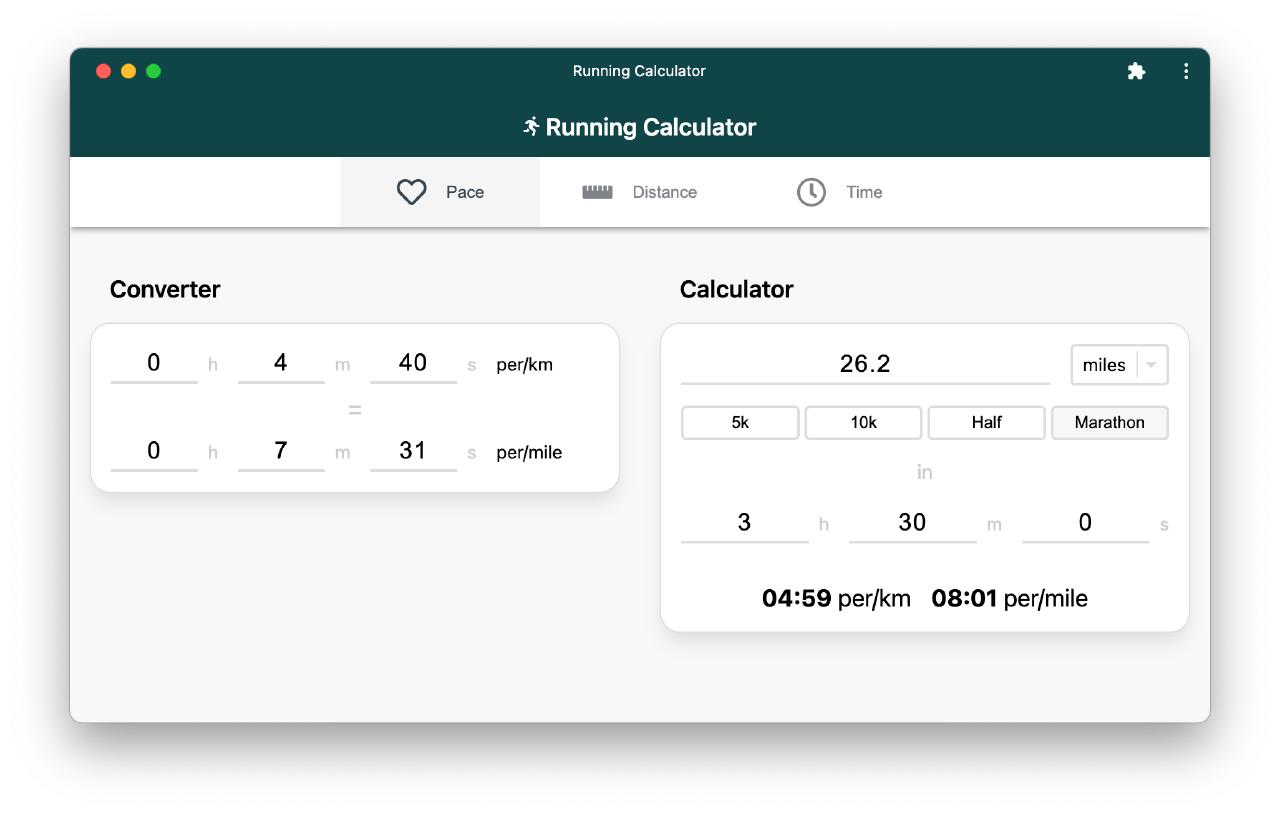 Running Calculator
Running Calculator
Pace Distance Time
Converter
0 h 4 m 40 s per/km
=
0 h 7 m 31 s per/mile
Calculator
26.2 miles
5k 10k Half Marathon
in
3 h 30 m 0 s
04:59 per/km 08:01 per/mile